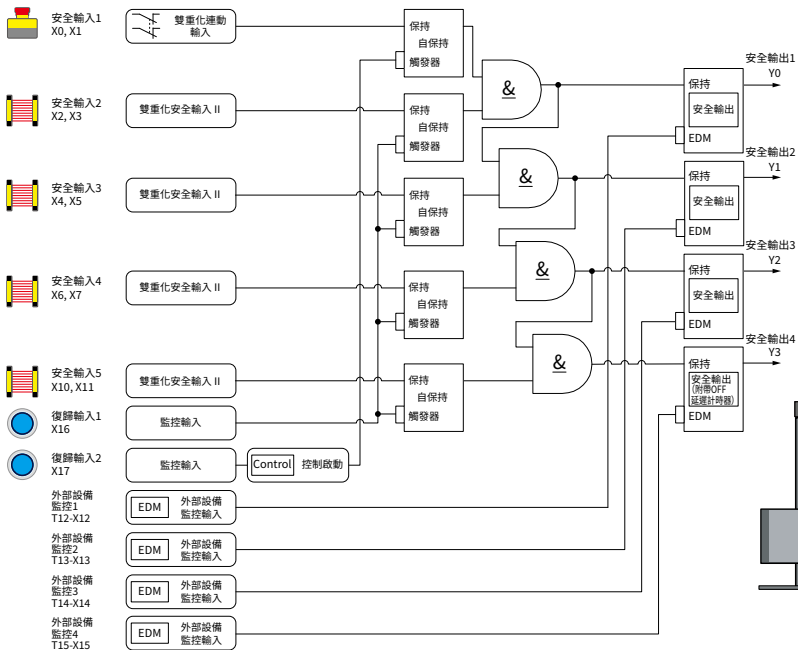 安全輸入1
X0, X1
雙重化連動
輸入
保持
自保持
觸發器
&
安全輸入2
X2, X3
雙重化安全輸入 II
保持
自保持
觸發器
&
安全輸入3
X4, X5
雙重化安全輸入 II
保持
自保持
觸發器
&
安全輸入4
X6, X7
雙重化安全輸入 II
保持
自保持
觸發器
&
安全輸入5
X10, X11
雙重化安全輸入 II
保持
自保持
觸發器
安全輸出1
Y0
保持
安全輸出
EDM
安全輸出2
Y1
保持
安全輸出
EDM
安全輸出3
Y2
保持
安全輸出
EDM
安全輸出4
Y3
保持
安全輸出
(附帶OFF
延遲計時器)
EDM
復歸輸入1
X16
監控輸入
復歸輸入2
X17
監控輸入
Control 控制啟動
外部設備
監控1
T12-X12
EDM
外部設備
監控輸入
外部設備
監控2
T13-X13
EDM
外部設備
監控輸入
外部設備
監控3
T14-X14
EDM
外部設備
監控輸入
外部設備
監控4
T15-X15
EDM
外部設備
監控輸入